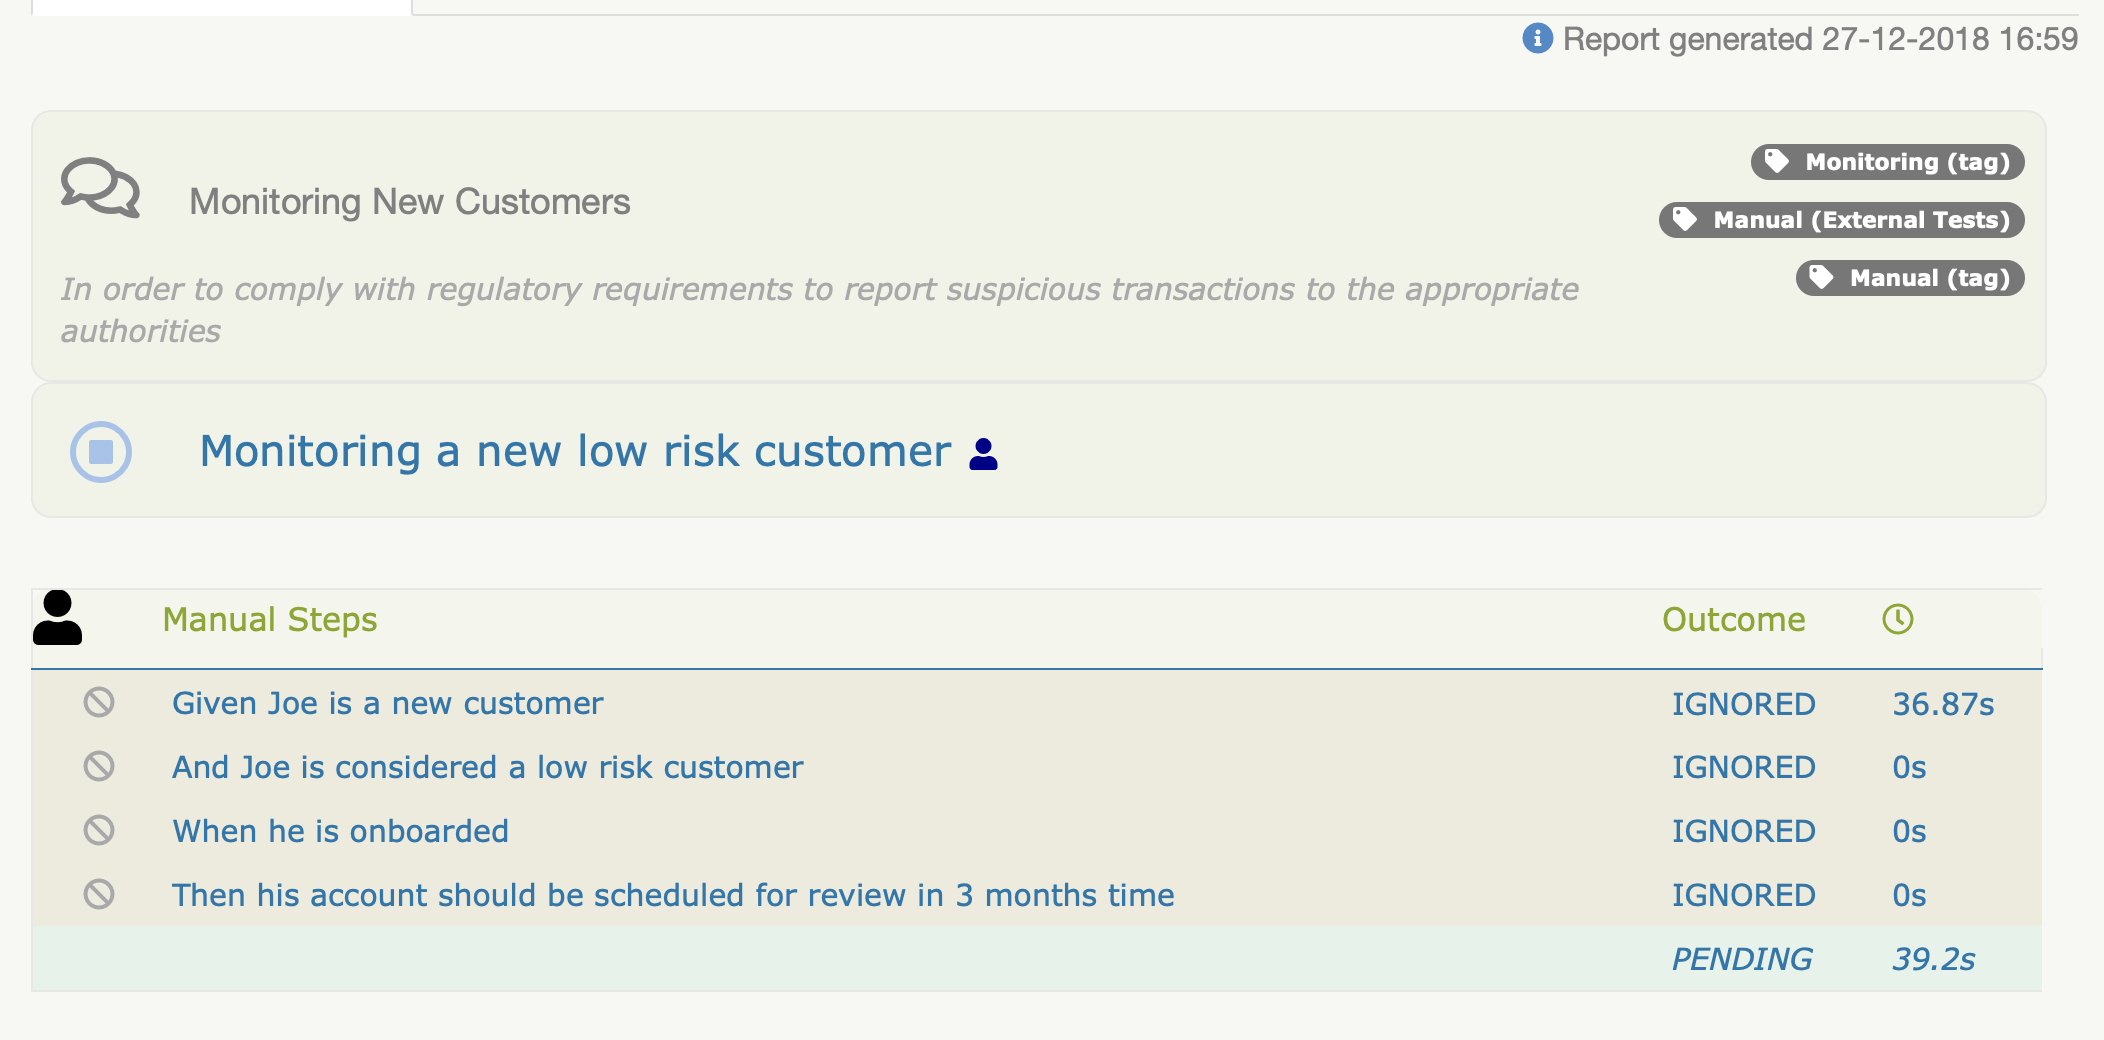 Report generated 27-12-2018 16:59
Monitoring New Customers
Monitoring (tag)
Manual (External Tests)
Manual (tag)
In order to comply with regulatory requirements to report suspicious transactions to the appropriate
authorities
Monitoring a new low risk customer
Manual Steps Outcome
Given Joe is a new customer IGNORED 36.87s
And Joe is considered a low risk customer IGNORED 0s
When he is onboarded IGNORED 0s
Then his account should be scheduled for review in 3 months time IGNORED 0s
PENDING 39.2s